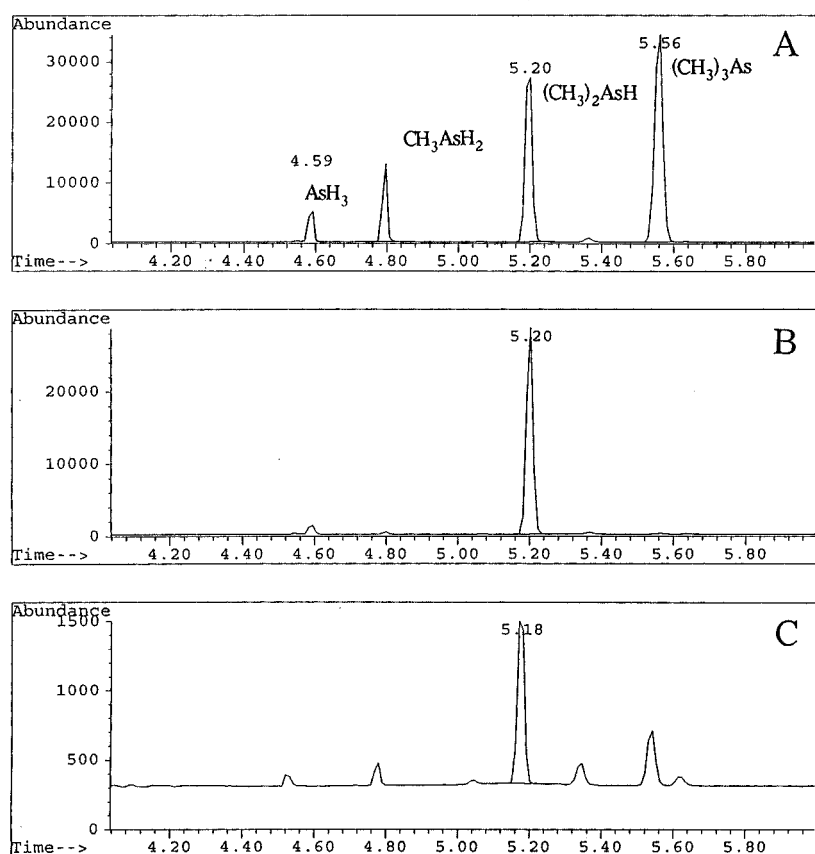 Abundance
A
5.56
30000
5.20
(CH3)3As
(CH3)2AsH
20000
CH3AsH2
4.59
10000
AsH3
0
Time--> 4.20 4.40 4.60 4.80 5.00 5.20 5.40 5.60 5.80
Abundance
B
5.20
20000
10000
0
Time--> 4.20 4.40 4.60 4.80 5.00 5.20 5.40 5.60 5.80
Abundance
C
1500
5.18
1000
500
0
Time--> 4.20 4.40 4.60 4.80 5.00 5.20 5.40 5.60 5.80